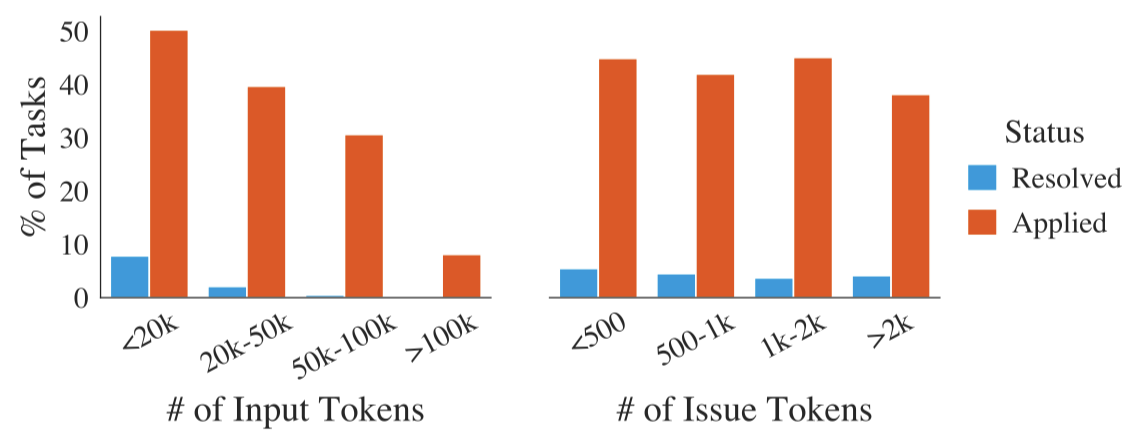 % of Tasks
50
40
30
20
10
0
<20k
20k-50k
50k-100k
>100k
# of Input Tokens
<500
500-1k
1k-2k
>2k
# of Issue Tokens
Status
Resolved
Applied